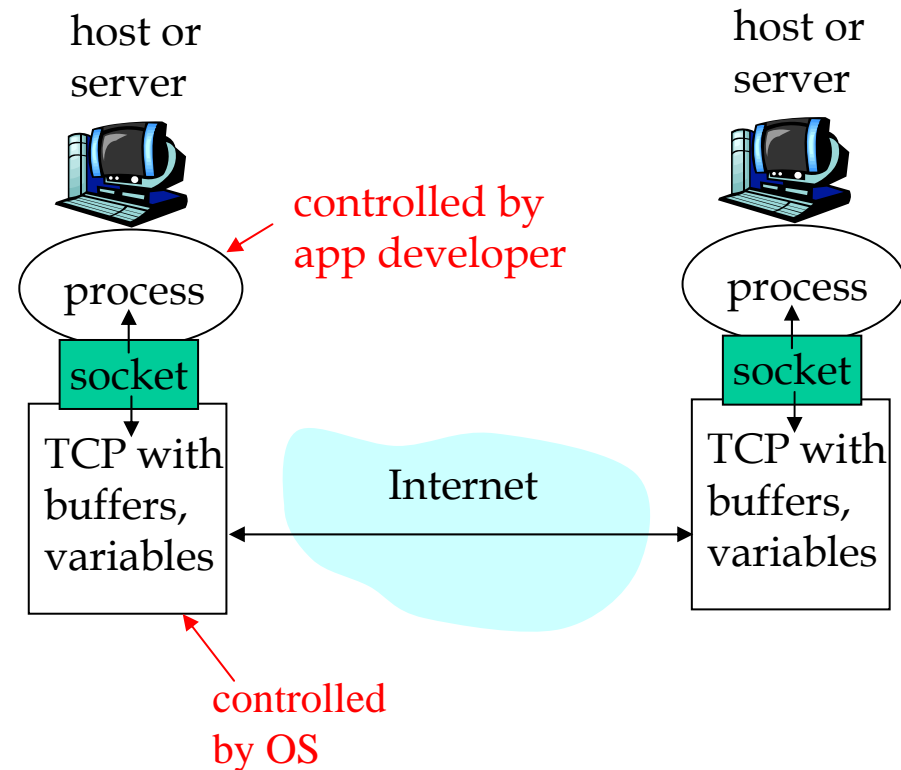 host or
server
controlled by
app developer
process
socket
TCP with
buffers,
variables
controlled
by OS
Internet
host or
server
process
socket
TCP with
buffers,
variables